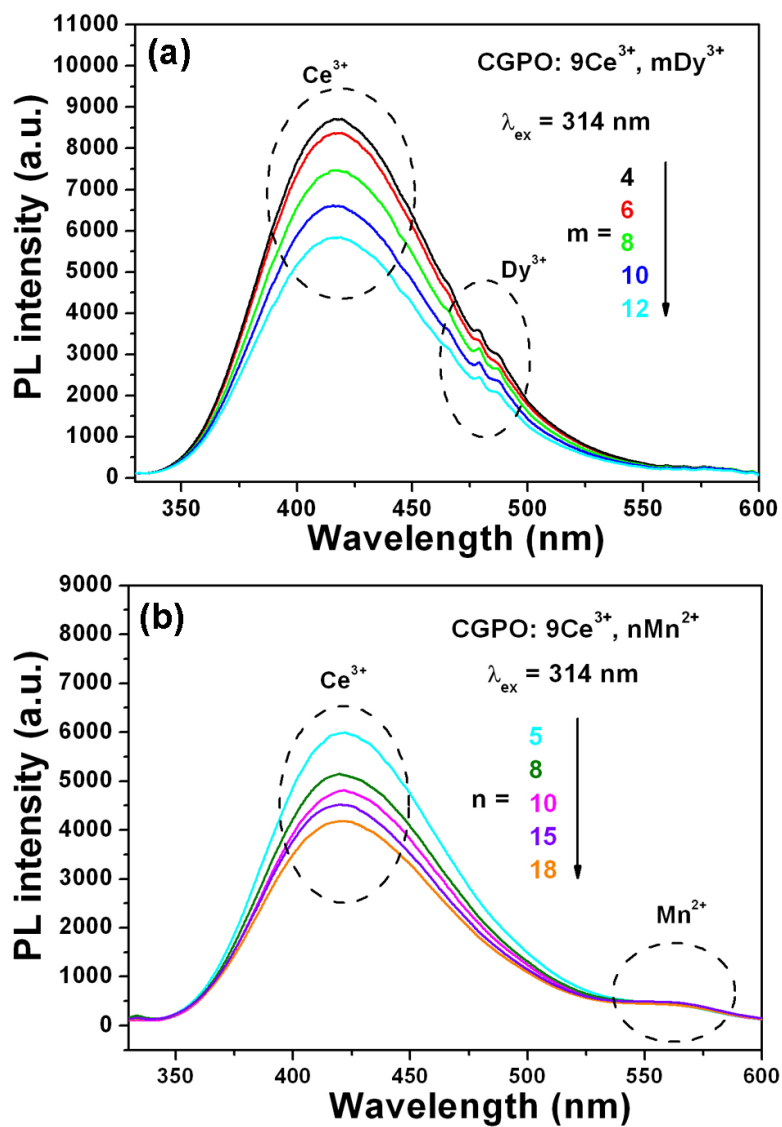 (a)
CGPO: 9Ce³⁺, mDy³⁺
λex = 314 nm
Ce³⁺
Dy³⁺
m =
4
6
8
10
12
PL intensity (a.u.)
11000
10000
9000
8000
7000
6000
5000
4000
3000
2000
1000
0
350 400 450 500 550 600
Wavelength (nm)
(b)
CGPO: 9Ce³⁺, nMn²⁺
λex = 314 nm
Ce³⁺
Mn²⁺
n =
5
8
10
15
18
PL intensity (a.u.)
9000
8000
7000
6000
5000
4000
3000
2000
1000
0
350 400 450 500 550 600
Wavelength (nm)